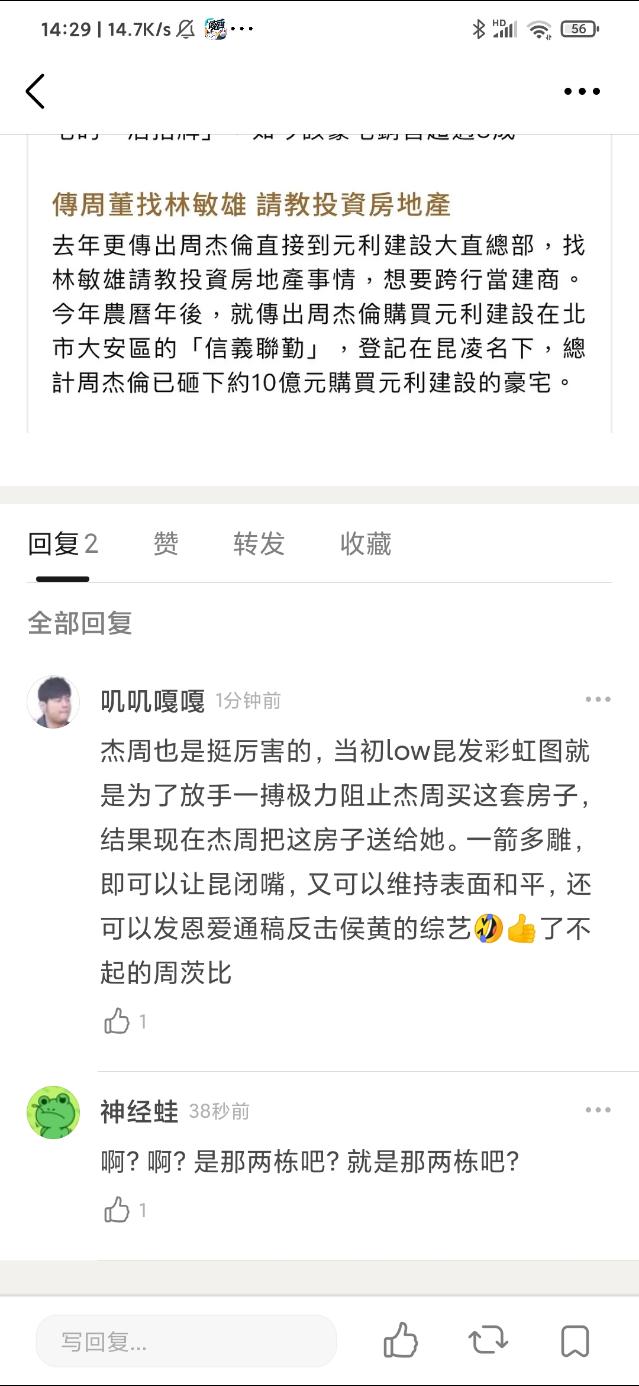 14:29 | 14.7K/s
HD
56
傳周董找林敏雄 請教投資房地產
去年更傳出周杰倫直接到元利建設大直總部，找
林敏雄請教投資房地產事情，想要跨行當建商。
今年農曆年後，就傳出周杰倫購買元利建設在北
市大安區的「信義聯勤」，登記在昆凌名下，總
計周杰倫已砸下約10億元購買元利建設的豪宅。
回复 2 赞 转发 收藏
全部回复
叽叽嘎嘎 1分钟前
杰周也是挺厉害的，当初low昆发彩虹图就
是为了放手一搏极力阻止杰周买这套房子，
结果现在杰周把这房子送给她。一箭多雕，
即可以让昆闭嘴，又可以维持表面和平，还
可以发恩爱通稿反击侯黄的综艺🤣👍了不
起的周茨比
1
神经蛙 38秒前
啊？啊？是那两栋吧？就是那两栋吧？
1
写回复...